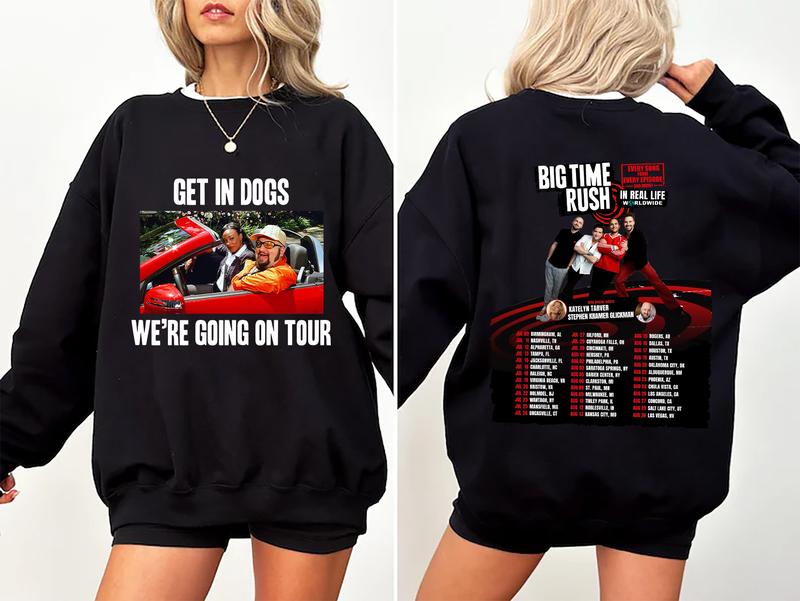 GET IN DOGS
WE'RE GOING ON TOUR
BIG TIME
RUSH
EVERY SONG
FROM
EVERY EPISODE
IN REAL LIFE
WORLDWIDE
KATELYN TARVER
STEPHEN KRAMER GLICKMAN
BIRMINGHAM, AL
NASHVILLE, TN
ALPHARETTA, GA
TAMPA, FL
JACKSONVILLE, FL
CHARLOTTE, NC
RALEIGH, NC
VIRGINIA BEACH, VA
BRISTOW, VA
HOLMDEL, NJ
WANTAGH, NY
MANSFIELD, MA
UNCASVILLE, CT
GILFORD, NH
CUYAHOGA FALLS, OH
CINCINNATI, OH
HERSHEY, PA
PHILADELPHIA, PA
SARATOGA SPRINGS, NY
DARIEN CENTER, NY
CLARKSTON, MI
ST. PAUL, MN
MILWAUKEE, WI
TINLEY PARK, IL
NOBLESVILLE, IN
KANSAS CITY, MO
ROGERS, AR
DALLAS, TX
HOUSTON, TX
AUSTIN, TX
OKLAHOMA CITY, OK
ALBUQUERQUE, NM
PHOENIX, AZ
CHULA VISTA, CA
LOS ANGELES, CA
CONCORD, CA
SALT LAKE CITY, UT
LAS VEGAS, NV